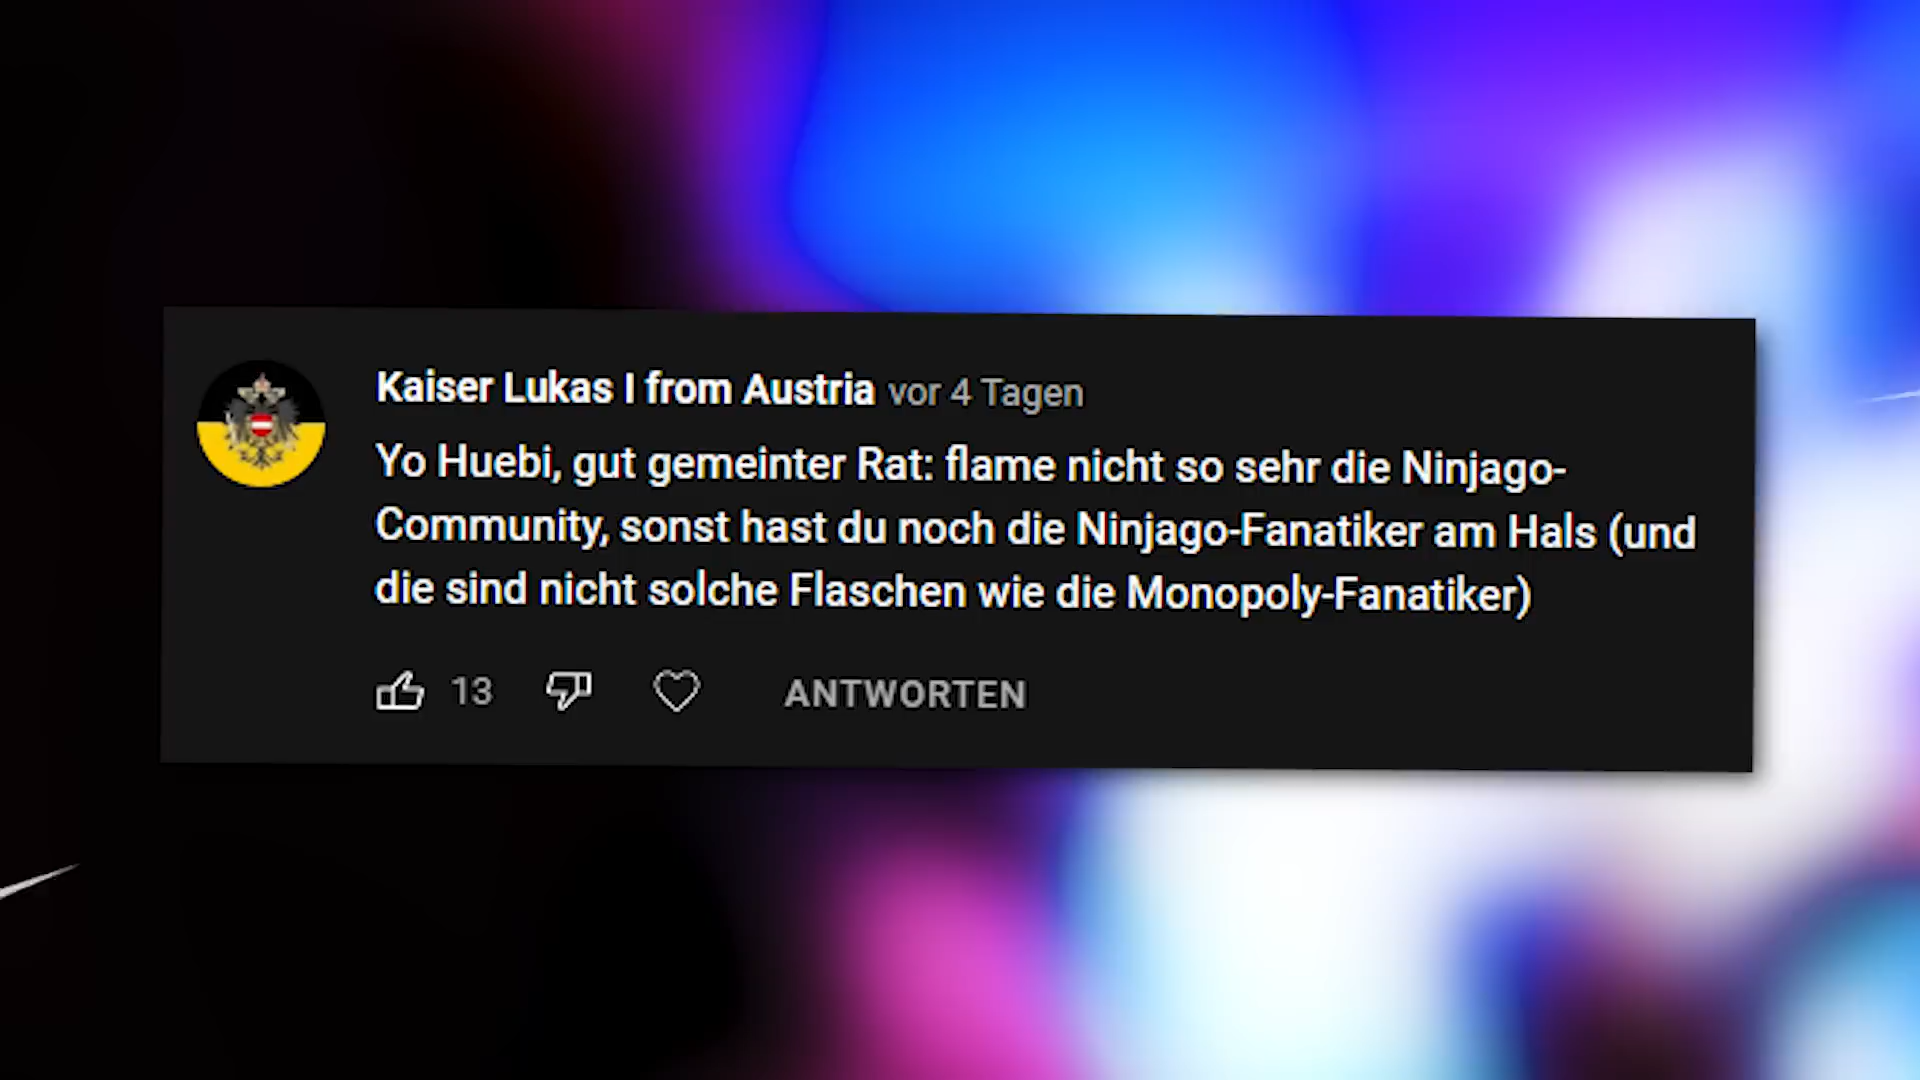 Kaiser Lukas I from Austria vor 4 Tagen
Yo Huebi, gut gemeinter Rat: flame nicht so sehr die Ninjago-
Community, sonst hast du noch die Ninjago-Fanatiker am Hals (und
die sind nicht solche Flaschen wie die Monopoly-Fanatiker)
13 ANTWORTEN